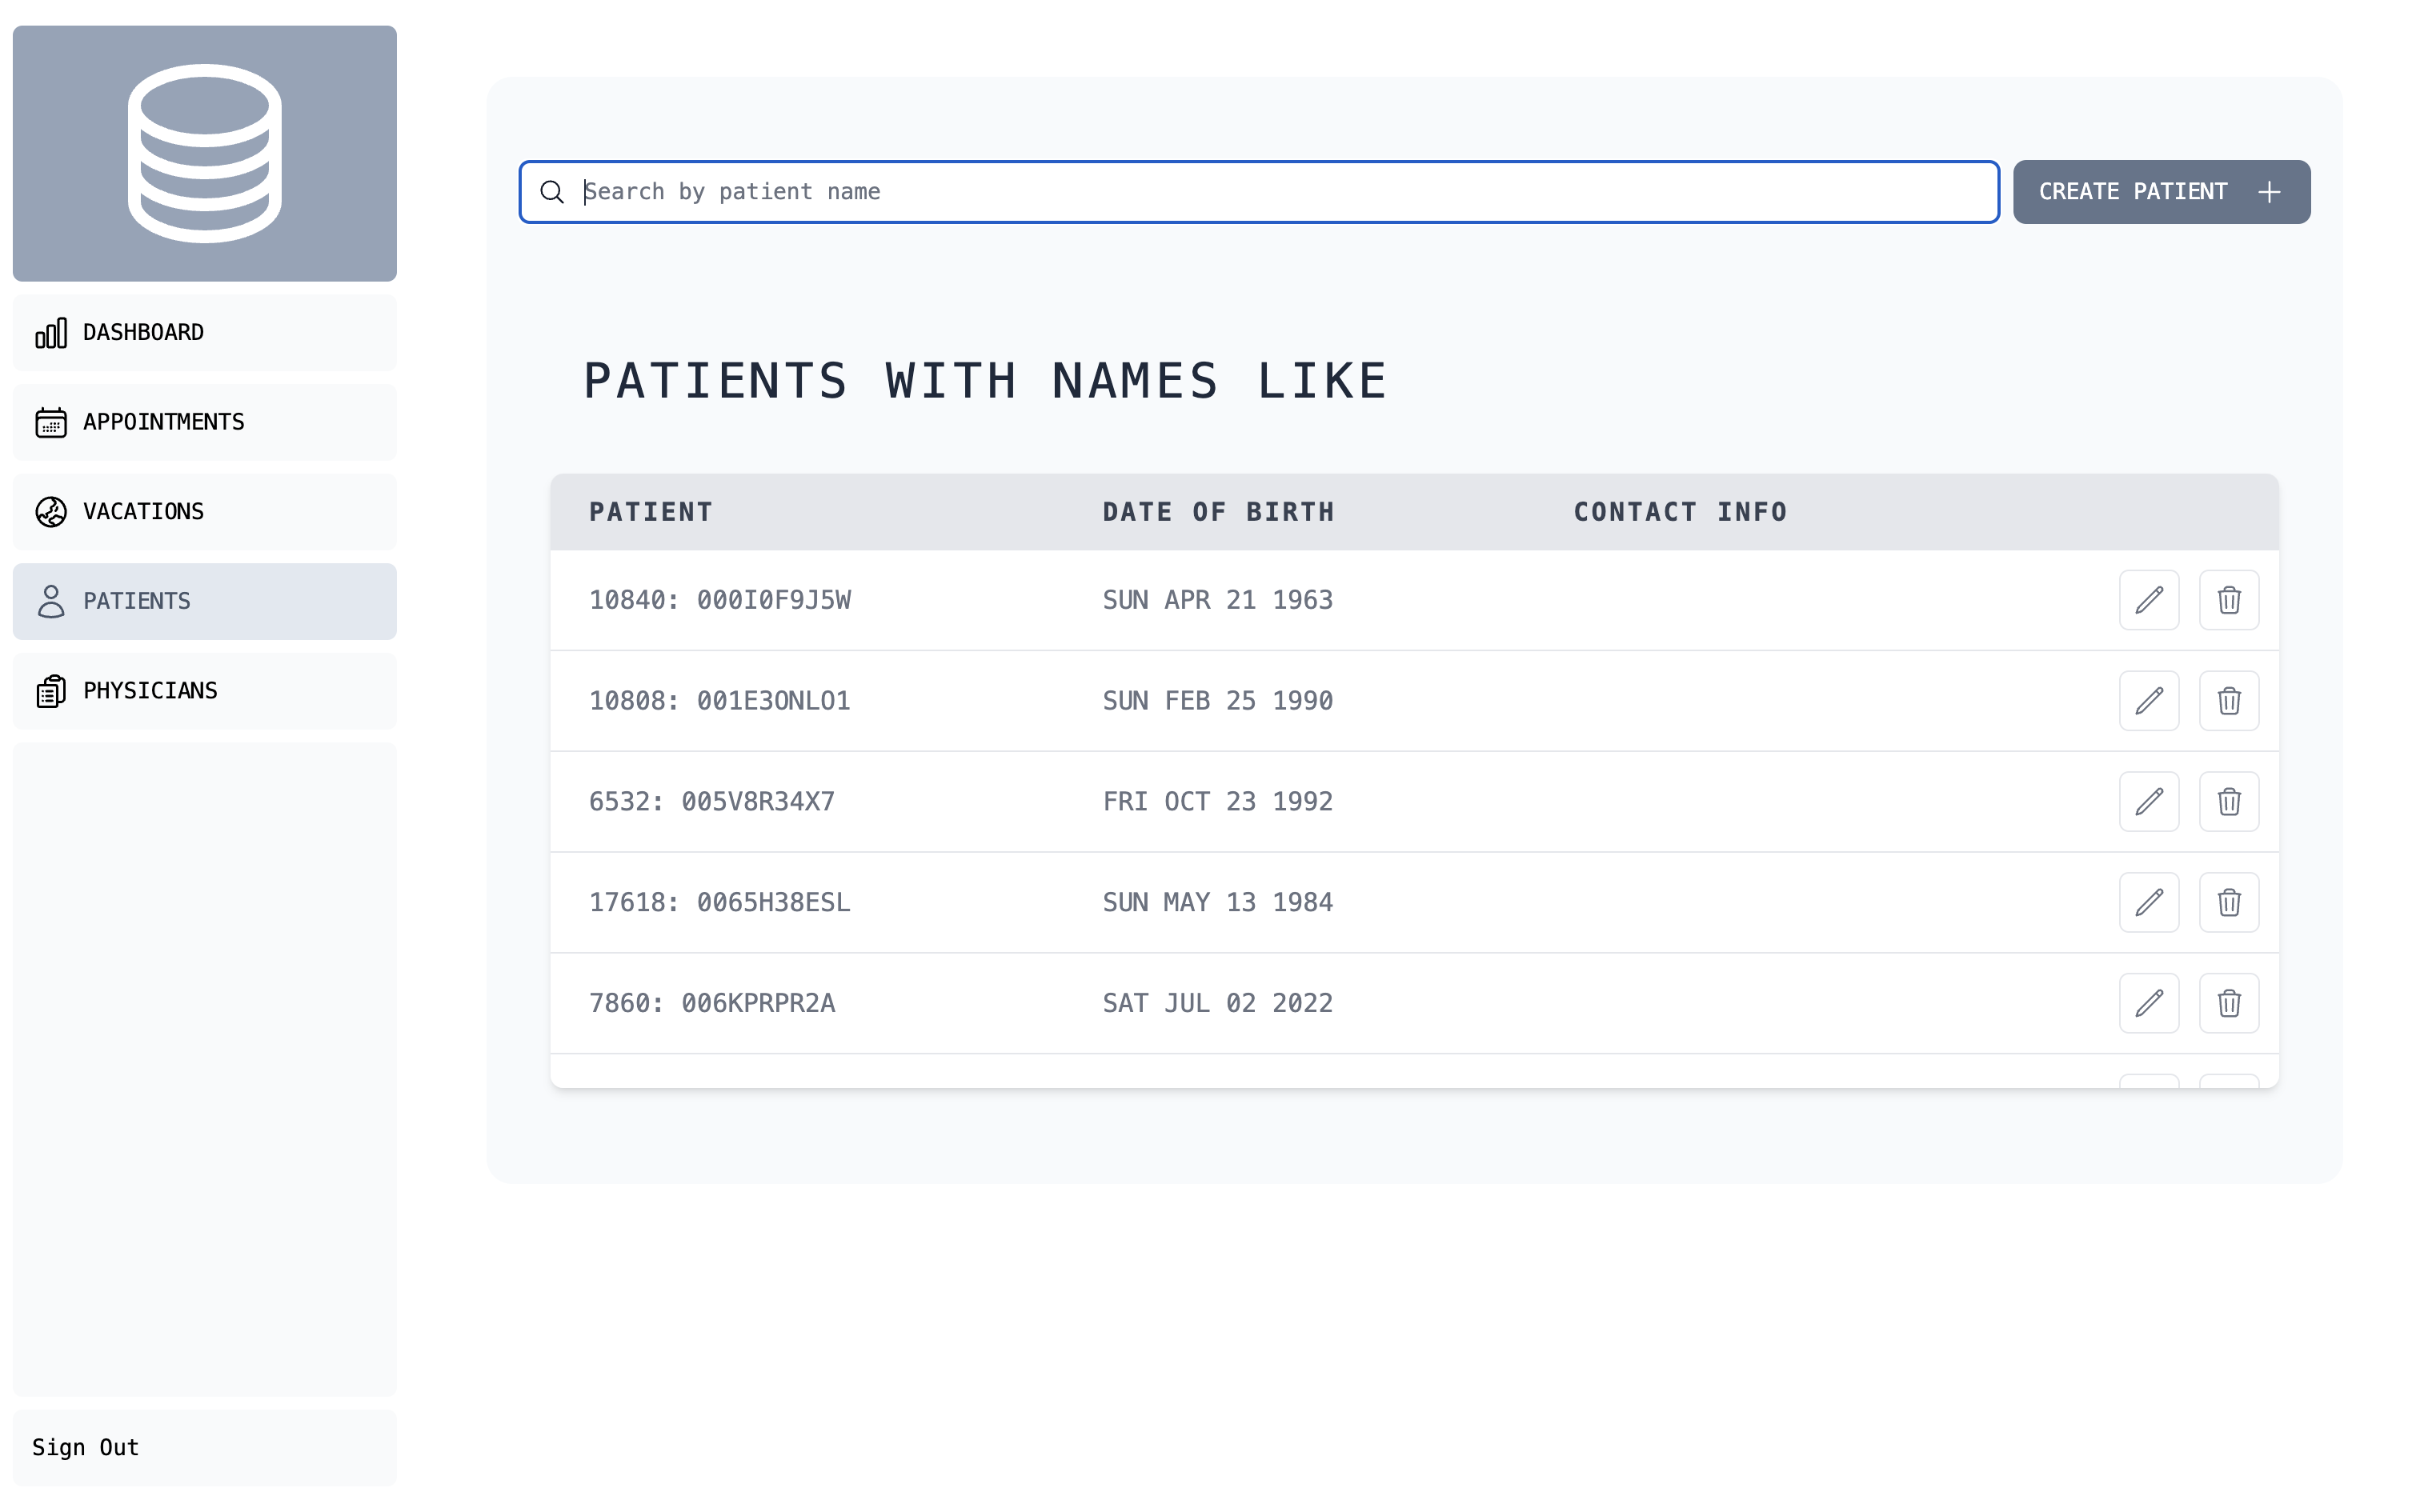 DASHBOARD
APPOINTMENTS
VACATIONS
PATIENTS
PHYSICIANS
Sign Out
Search by patient name
CREATE PATIENT
PATIENTS WITH NAMES LIKE
PATIENT DATE OF BIRTH CONTACT INFO
10840: 000I0F9J5W SUN APR 21 1963
10808: 001E3ONLO1 SUN FEB 25 1990
6532: 005V8R34X7 FRI OCT 23 1992
17618: 0065H38ESL SUN MAY 13 1984
7860: 006KPRPR2A SAT JUL 02 2022